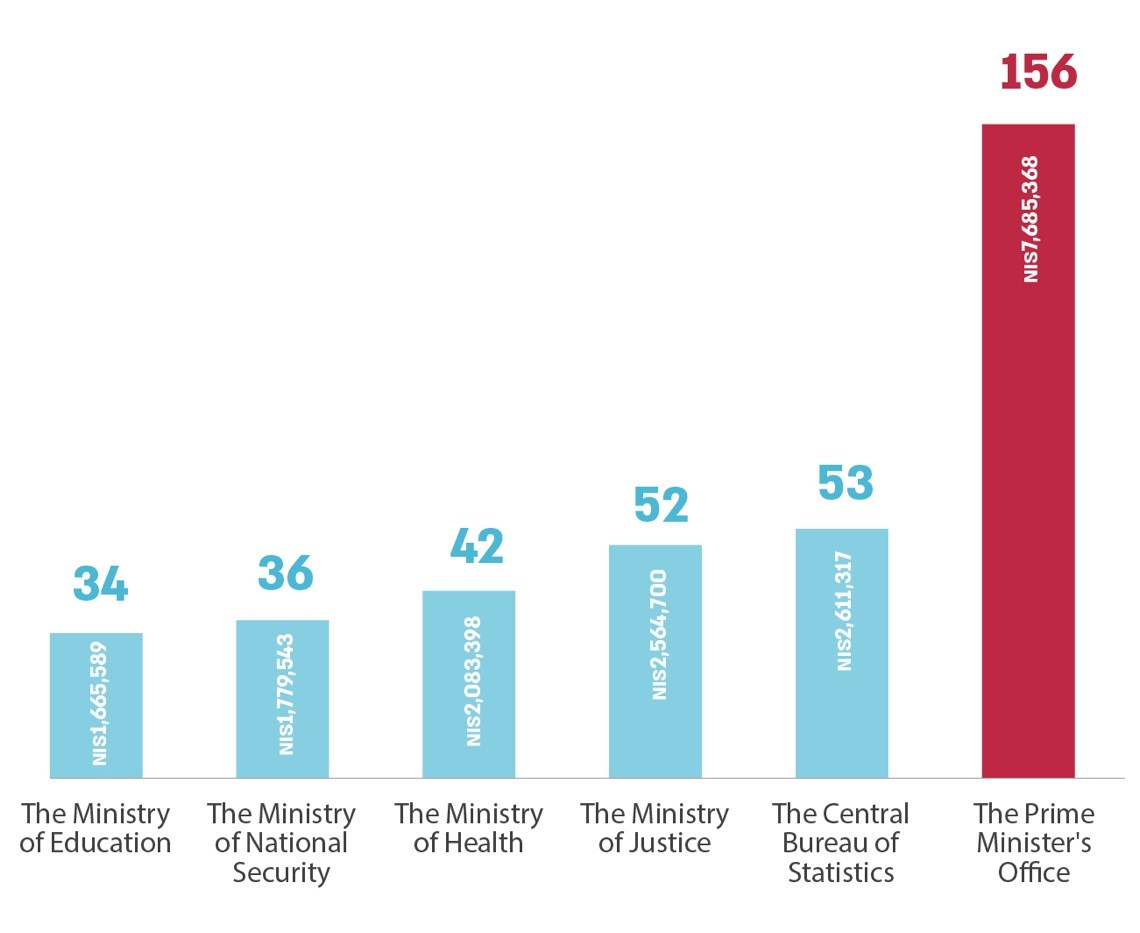 156
NIS7,685,368
53
NIS2,611,317
52
NIS2,564,700
42
NIS2,083,398
36
NIS1,779,543
34
NIS1,665,589
The Ministry
of Education
The Ministry
of National
Security
The Ministry
of Health
The Ministry
of Justice
The Central
Bureau of
Statistics
The Prime
Minister's
Office